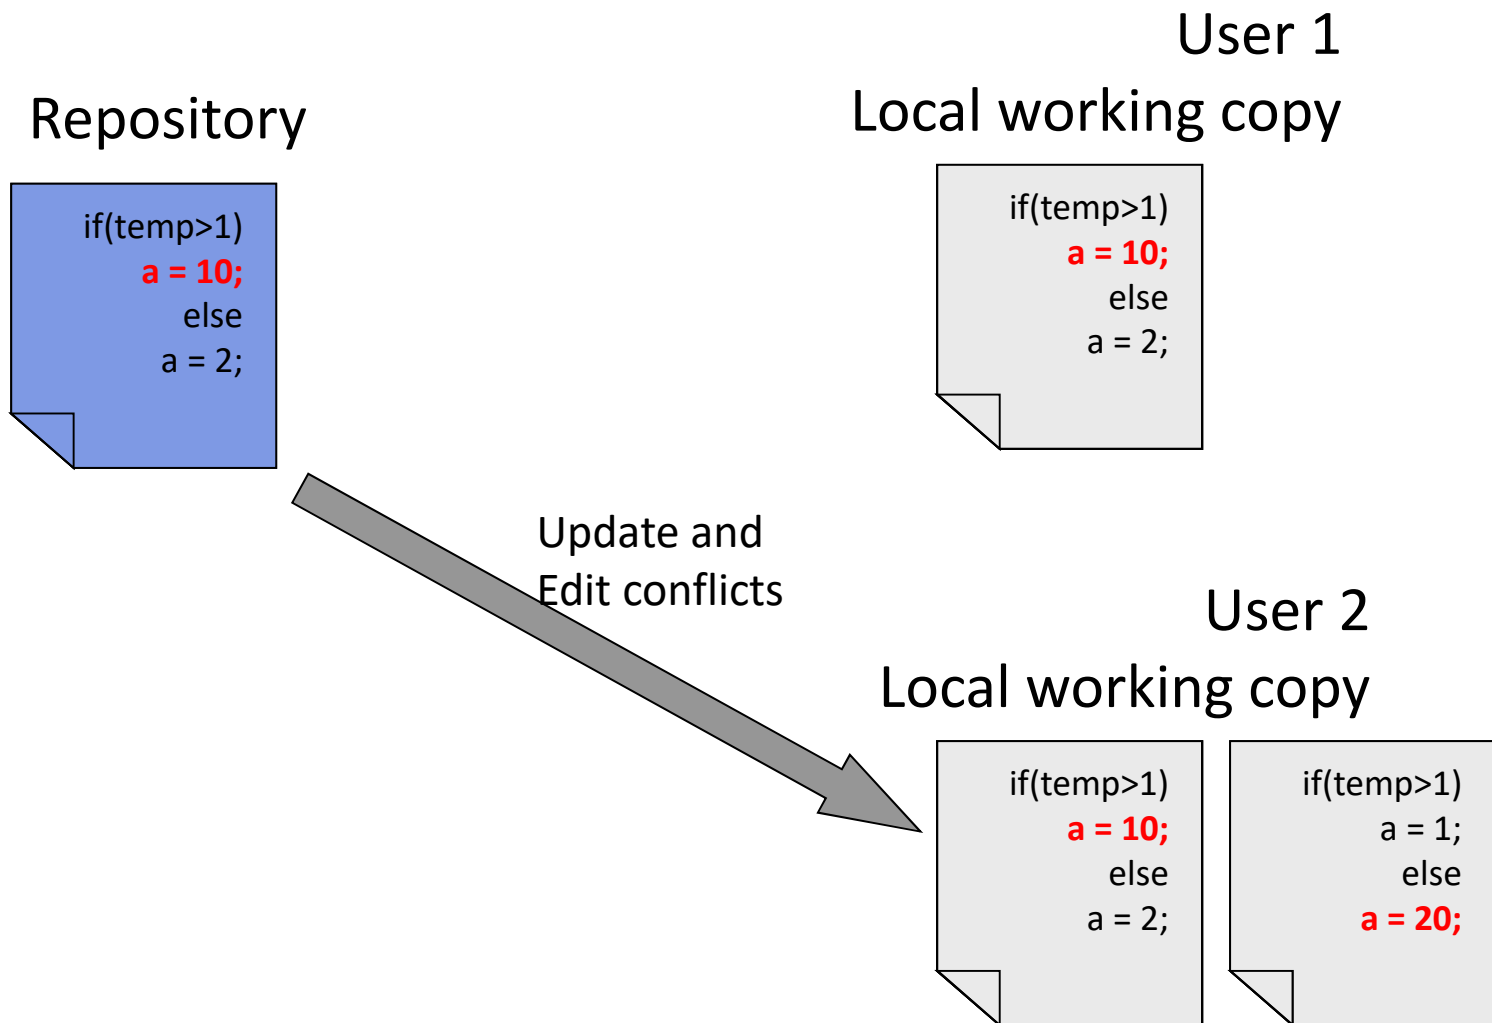 Repository
if(temp>1)
a = 10;
else
a = 2;
User 1
Local working copy
if(temp>1)
a = 10;
else
a = 2;
Update and
Edit conflicts
User 2
Local working copy
if(temp>1)
a = 10;
else
a = 2;
if(temp>1)
a = 1;
else
a = 20;